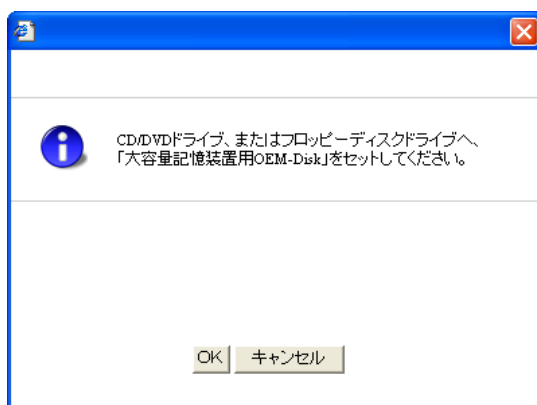 CD/DVDドライブ、またはフロッピーディスクドライブへ、
「大容量記憶装置用OEM-Disk」をセットしてください。
OK キャンセル